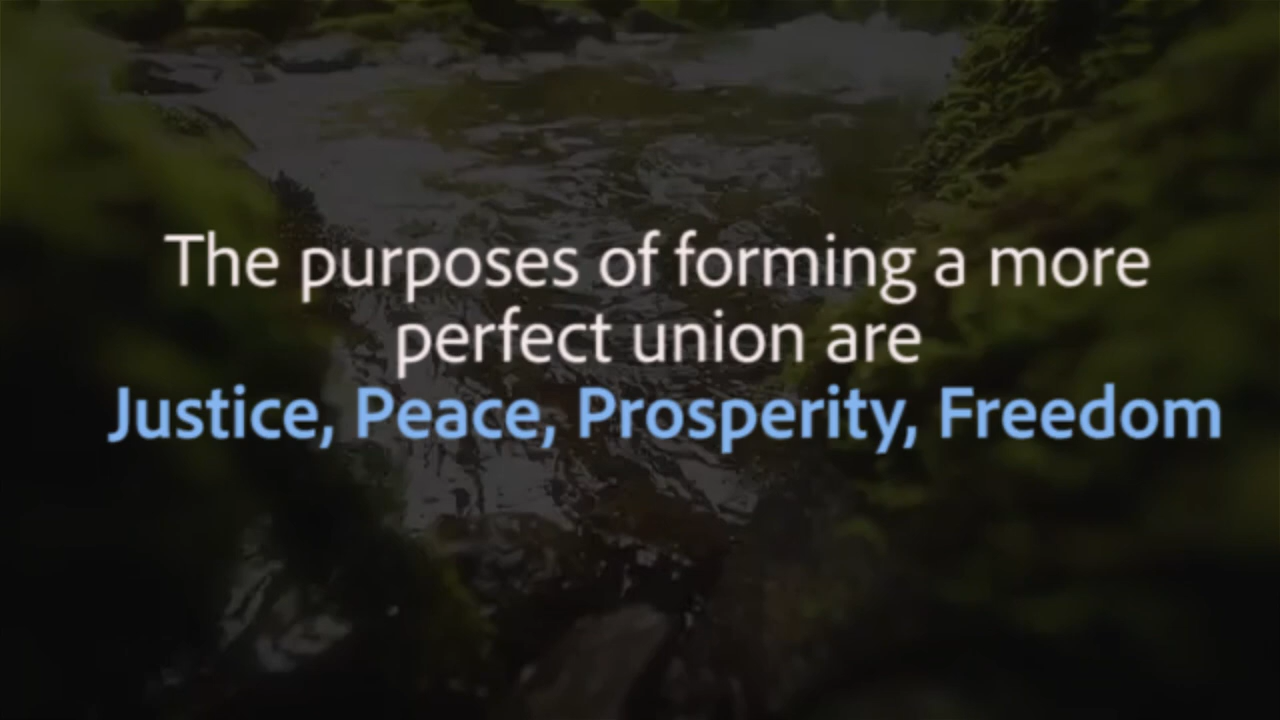 The purposes of forming a more
perfect union are
Justice, Peace, Prosperity, Freedom